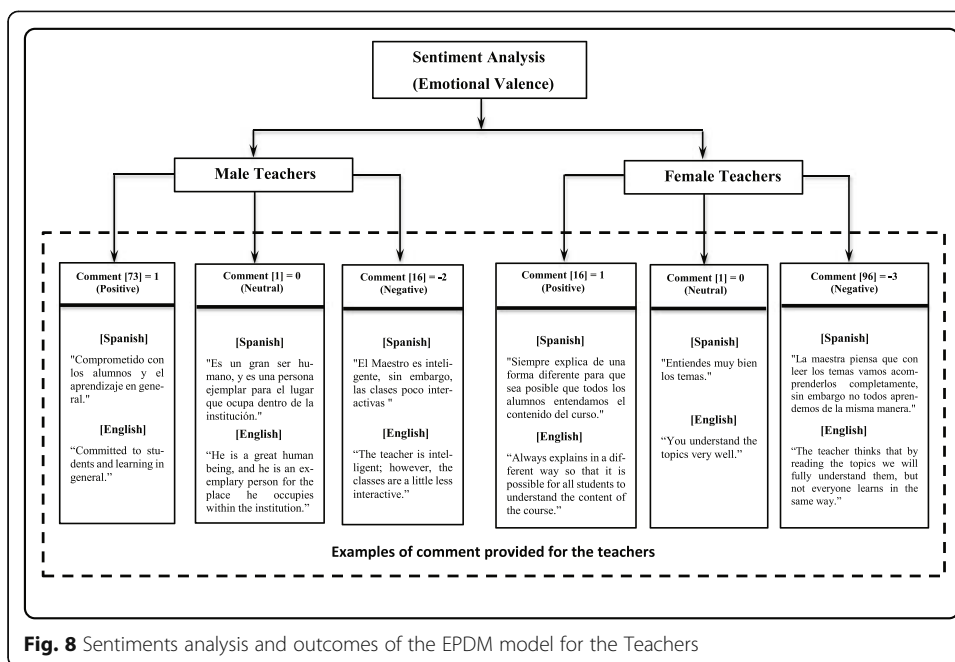 Sentiment Analysis
(Emotional Valence)
Male Teachers
Female Teachers
Comment [73] = 1
(Positive)
[Spanish]
"Comprometido con
los alumnos y el
aprendizaje en gene-
ral."
[English]
“Committed to stu-
dents and learning in
general.”
Comment [1] = 0
(Neutral)
[Spanish]
"Es un gran ser hu-
mano, y es una persona
ejemplar para el lugar
que ocupa dentro de la
institución."
[English]
“He is a great human
being, and he is an ex-
emplary person for the
place he occupies
within the institution.”
Comment [16] = -2
(Negative)
[Spanish]
"El Maestro es inteli-
gente, sin embargo,
las clases poco inter-
activas "
[English]
“The teacher is intel-
ligent; however, the
classes are a little less
interactive.”
Comment [16] = 1
(Positive)
[Spanish]
"Siempre explica de una
forma diferente para que
sea posible que todos los
alumnos entendamos el
contenido del curso."
[English]
“Always explains in a dif-
ferent way so that it is
possible for all students to
understand the content of
the course.”
Comment [1] = 0
(Neutral)
[Spanish]
"Entiendes muy bien
los temas."
[English]
“You understand the
topics very well.”
Comment [96] = -3
(Negative)
[Spanish]
"La maestra piensa que con
leer los temas vamos acom-
prenderlos completamente,
sin embargo no todos apren-
demos de la misma manera."
[English]
“The teacher thinks that by
reading the topics we will
fully understand them, but
not everyone learns in the
same way.”
Examples of comment provided for the teachers
Fig. 8 Sentiments analysis and outcomes of the EPDM model for the Teachers